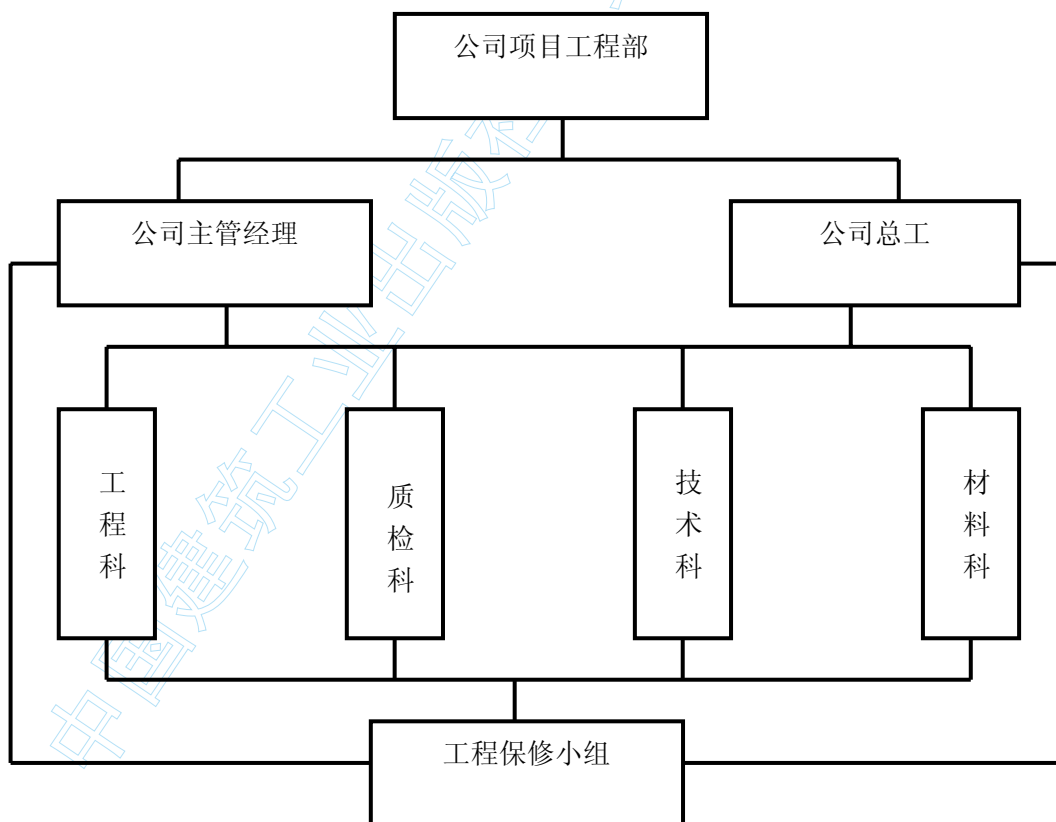 公司项目工程部
公司主管经理
公司总工
工程科
质检科
技术科
材料科
工程保修小组
中国建筑工业出版社